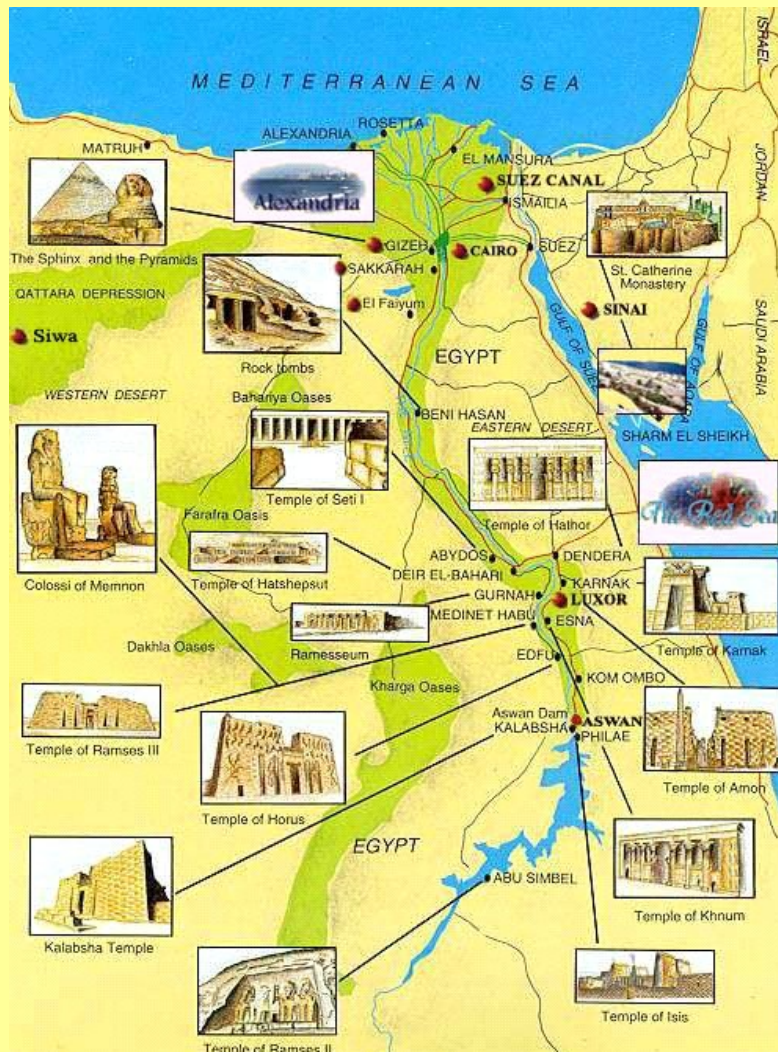 MEDITERRANEAN SEA
ISRAEL
ROSETTA
ALEXANDRIA
MATRUH
EL MANSURA
SUEZ CANAL
Alexandria
ISMAILIA
JORDAN
GIZEH
CAIRO
SUEZ
The Sphinx and the Pyramids
SAKKARAH
St. Catherine
Monastery
QATTARA DEPRESSION
El Faiyum
SINAI
Siwa
GULF OF SUEZ
GULF OF AQABA
SAUDI ARABIA
EGYPT
Rock tombs
WESTERN DESERT
Bahariya Oases
BENI HASAN
EASTERN DESERT
SHARM EL SHEIKH
Temple of Seti I
The Red Sea
Farafra Oasis
Temple of Hathor
ABYDOS
DENDERA
Colossi of Memnon
Temple of Hatshepsut
DEIR EL-BAHARI
KARNAK
GURNAH
LUXOR
MEDINET HABU
ESNA
Dakhla Oases
Ramesseum
Temple of Karnak
EDFU
Kharga Oases
KOM OMBO
Aswan Dam
ASWAN
KALABSHA
PHILAE
Temple of Ramses III
Temple of Amon
Temple of Horus
EGYPT
ABU SIMBEL
Temple of Khnum
Kalabsha Temple
Temple of Isis
Temple of Ramses II